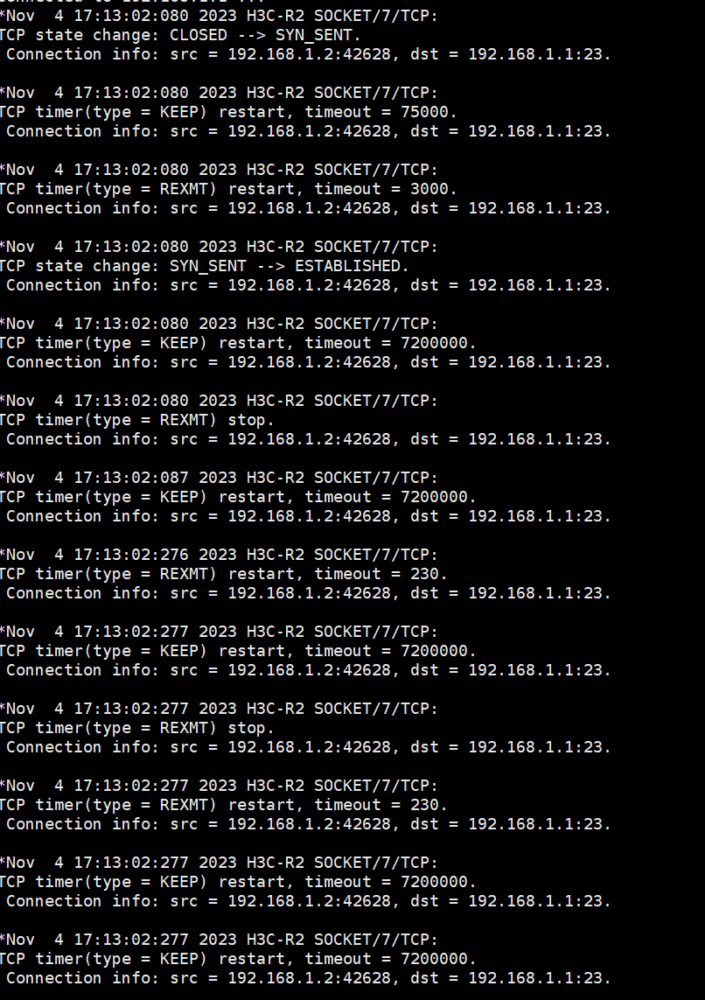 *Nov  4 17:13:02:080 2023 H3C-R2 SOCKET/7/TCP:
TCP state change: CLOSED --> SYN_SENT.
 Connection info: src = 192.168.1.2:42628, dst = 192.168.1.1:23.
*Nov  4 17:13:02:080 2023 H3C-R2 SOCKET/7/TCP:
TCP timer(type = KEEP) restart, timeout = 75000.
 Connection info: src = 192.168.1.2:42628, dst = 192.168.1.1:23.
*Nov  4 17:13:02:080 2023 H3C-R2 SOCKET/7/TCP:
TCP timer(type = REXMT) restart, timeout = 3000.
 Connection info: src = 192.168.1.2:42628, dst = 192.168.1.1:23.
*Nov  4 17:13:02:080 2023 H3C-R2 SOCKET/7/TCP:
TCP state change: SYN_SENT --> ESTABLISHED.
 Connection info: src = 192.168.1.2:42628, dst = 192.168.1.1:23.
*Nov  4 17:13:02:080 2023 H3C-R2 SOCKET/7/TCP:
TCP timer(type = KEEP) restart, timeout = 7200000.
 Connection info: src = 192.168.1.2:42628, dst = 192.168.1.1:23.
*Nov  4 17:13:02:080 2023 H3C-R2 SOCKET/7/TCP:
TCP timer(type = REXMT) stop.
 Connection info: src = 192.168.1.2:42628, dst = 192.168.1.1:23.
*Nov  4 17:13:02:087 2023 H3C-R2 SOCKET/7/TCP:
TCP timer(type = KEEP) restart, timeout = 7200000.
 Connection info: src = 192.168.1.2:42628, dst = 192.168.1.1:23.
*Nov  4 17:13:02:276 2023 H3C-R2 SOCKET/7/TCP:
TCP timer(type = REXMT) restart, timeout = 230.
 Connection info: src = 192.168.1.2:42628, dst = 192.168.1.1:23.
*Nov  4 17:13:02:277 2023 H3C-R2 SOCKET/7/TCP:
TCP timer(type = KEEP) restart, timeout = 7200000.
 Connection info: src = 192.168.1.2:42628, dst = 192.168.1.1:23.
*Nov  4 17:13:02:277 2023 H3C-R2 SOCKET/7/TCP:
TCP timer(type = REXMT) stop.
 Connection info: src = 192.168.1.2:42628, dst = 192.168.1.1:23.
*Nov  4 17:13:02:277 2023 H3C-R2 SOCKET/7/TCP:
TCP timer(type = REXMT) restart, timeout = 230.
 Connection info: src = 192.168.1.2:42628, dst = 192.168.1.1:23.
*Nov  4 17:13:02:277 2023 H3C-R2 SOCKET/7/TCP:
TCP timer(type = KEEP) restart, timeout = 7200000.
 Connection info: src = 192.168.1.2:42628, dst = 192.168.1.1:23.
*Nov  4 17:13:02:277 2023 H3C-R2 SOCKET/7/TCP:
TCP timer(type = KEEP) restart, timeout = 7200000.
 Connection info: src = 192.168.1.2:42628, dst = 192.168.1.1:23.